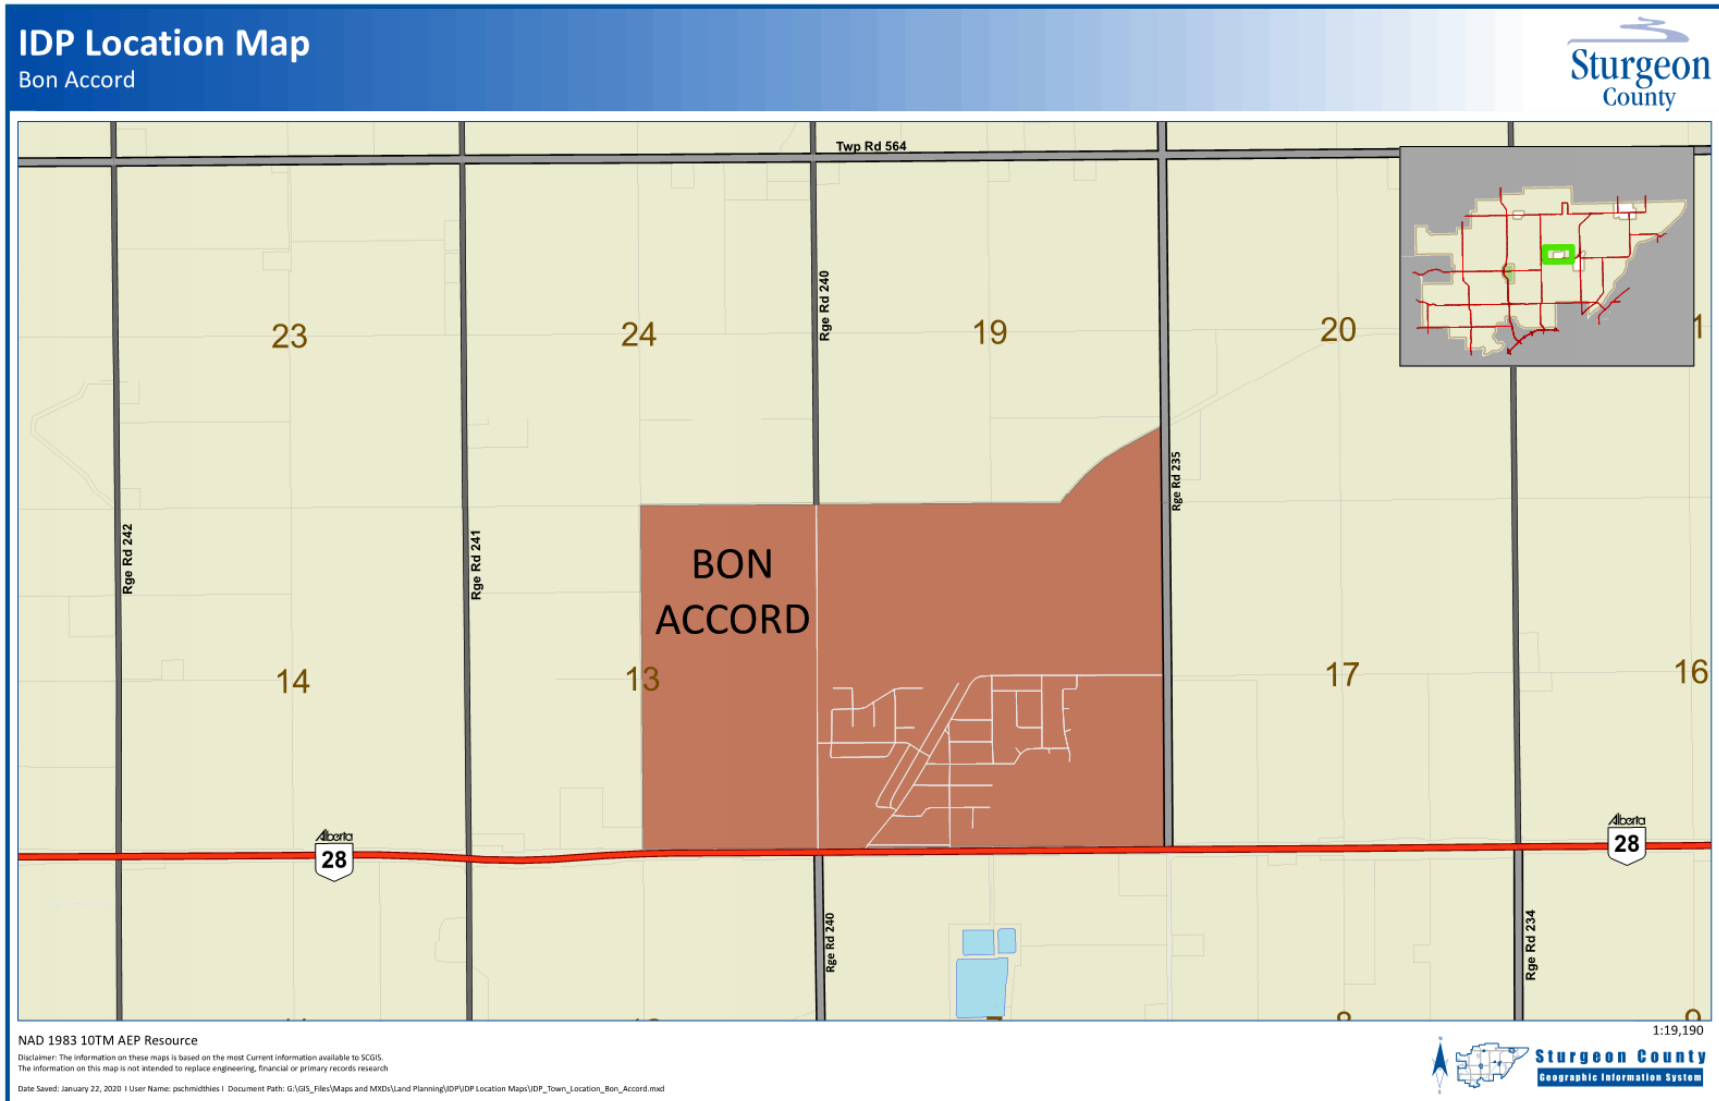 IDP Location Map
Bon Accord
Sturgeon
County
Twp Rd 564
Rge Rd 240
23
24
19
20
1
Rge Rd 242
Rge Rd 241
Rge Rd 235
BON
ACCORD
14
13
17
16
Alberta
28
Alberta
28
Rge Rd 240
Rge Rd 234
NAD 1983 10TM AEP Resource
1:19,190
Disclaimer: The information on these maps is based on the most Current information available to SCGIS.
The information on this map is not intended to replace engineering, financial or primary records research
Date Saved: January 22, 2020 I User Name: pschmidthies I Document Path: G:\GIS_Files\Maps and MXDs\Land Planning\IDP\IDP Location Maps\IDP_Town_Location_Bon_Accord.mxd
Sturgeon County
Geographic Information System